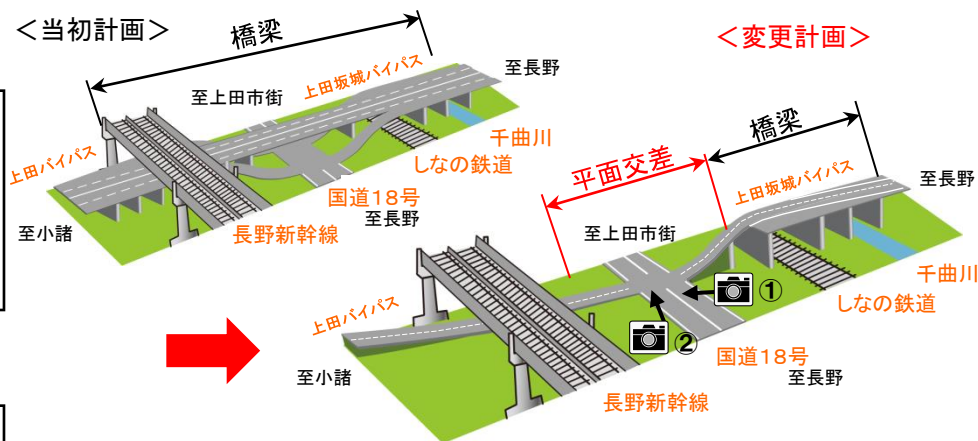 <当初計画>
橋梁
至長野
上田坂城バイパス
至上田市街
上田バイパス
千曲川
しなの鉄道
国道18号
至長野
至小諸
長野新幹線
<変更計画>
橋梁
平面交差
上田坂城バイパス
至長野
至上田市街
千曲川
①
しなの鉄道
上田バイパス
②
国道18号
至小諸
至長野
長野新幹線